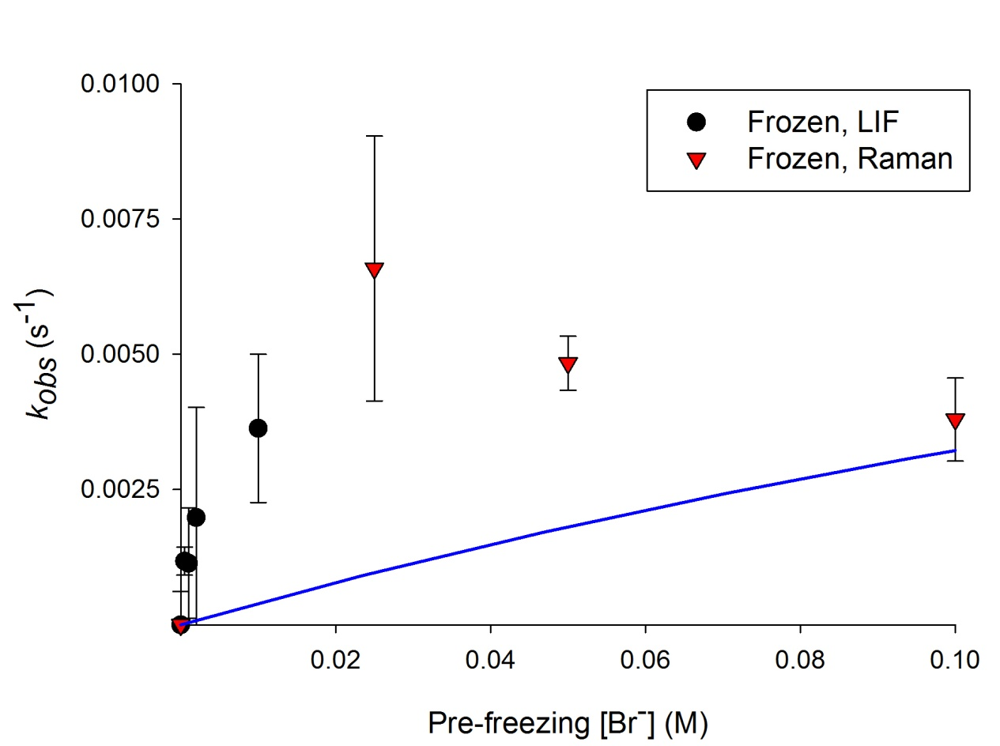 0.0100
0.0075
0.0050
0.0025
k_obs (s⁻¹)
Frozen, LIF
Frozen, Raman
0.02 0.04 0.06 0.08 0.10
Pre-freezing [Br⁻] (M)